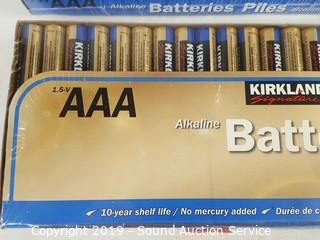 AAA Alkaline Batteries Piles
KIRKLAND
Signature
1.5-V
AAA
Alkaline
Batt
10-year shelf life / No mercury added / Durée de c
Copyright 2019 - Sound Auction Service